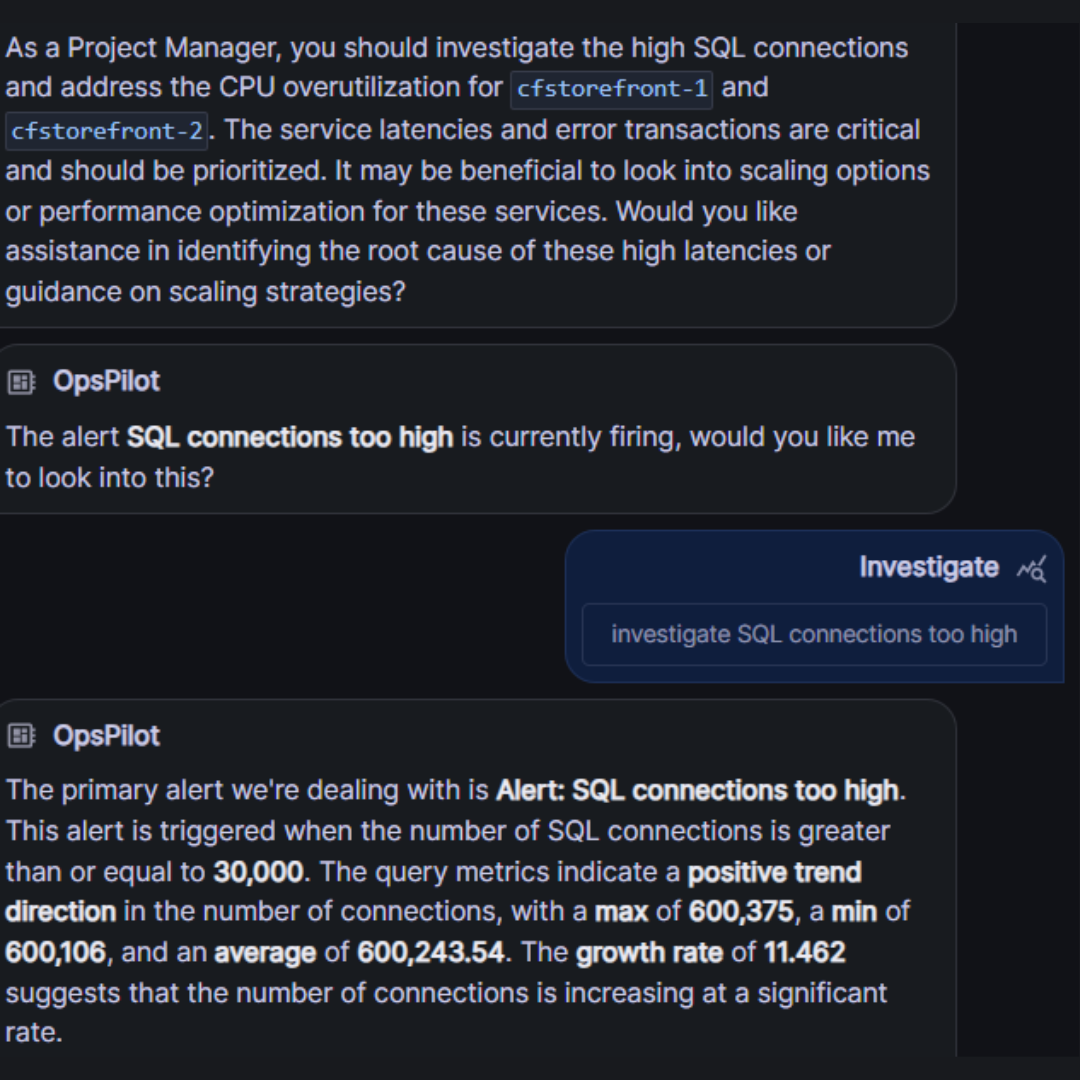 As a Project Manager, you should investigate the high SQL connections
and address the CPU overutilization for cfstorefront-1 and
cfstorefront-2. The service latencies and error transactions are critical
and should be prioritized. It may be beneficial to look into scaling options
or performance optimization for these services. Would you like
assistance in identifying the root cause of these high latencies or
guidance on scaling strategies?
OpsPilot
The alert SQL connections too high is currently firing, would you like me
to look into this?
Investigate
investigate SQL connections too high
OpsPilot
The primary alert we're dealing with is Alert: SQL connections too high.
This alert is triggered when the number of SQL connections is greater
than or equal to 30,000. The query metrics indicate a positive trend
direction in the number of connections, with a max of 600,375, a min of
600,106, and an average of 600,243.54. The growth rate of 11.462
suggests that the number of connections is increasing at a significant
rate.